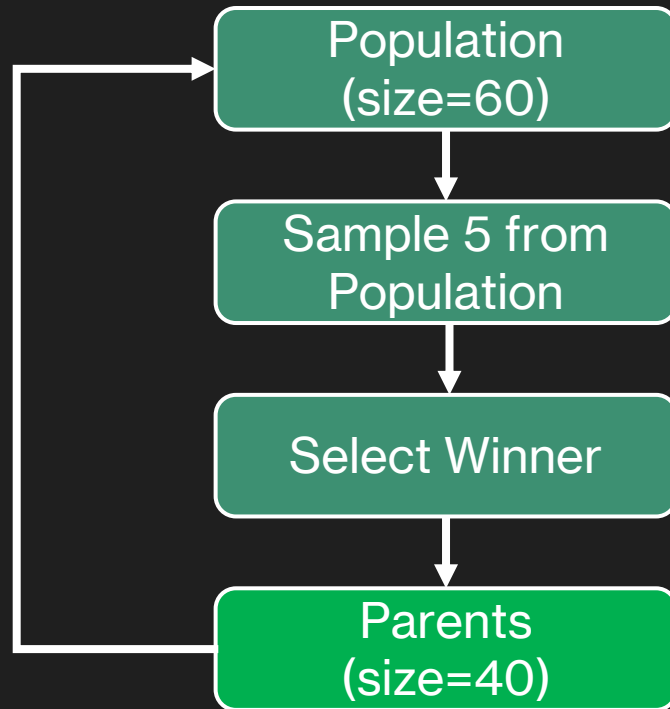 Population
(size=60)
Sample 5 from
Population
Select Winner
Parents
(size=40)